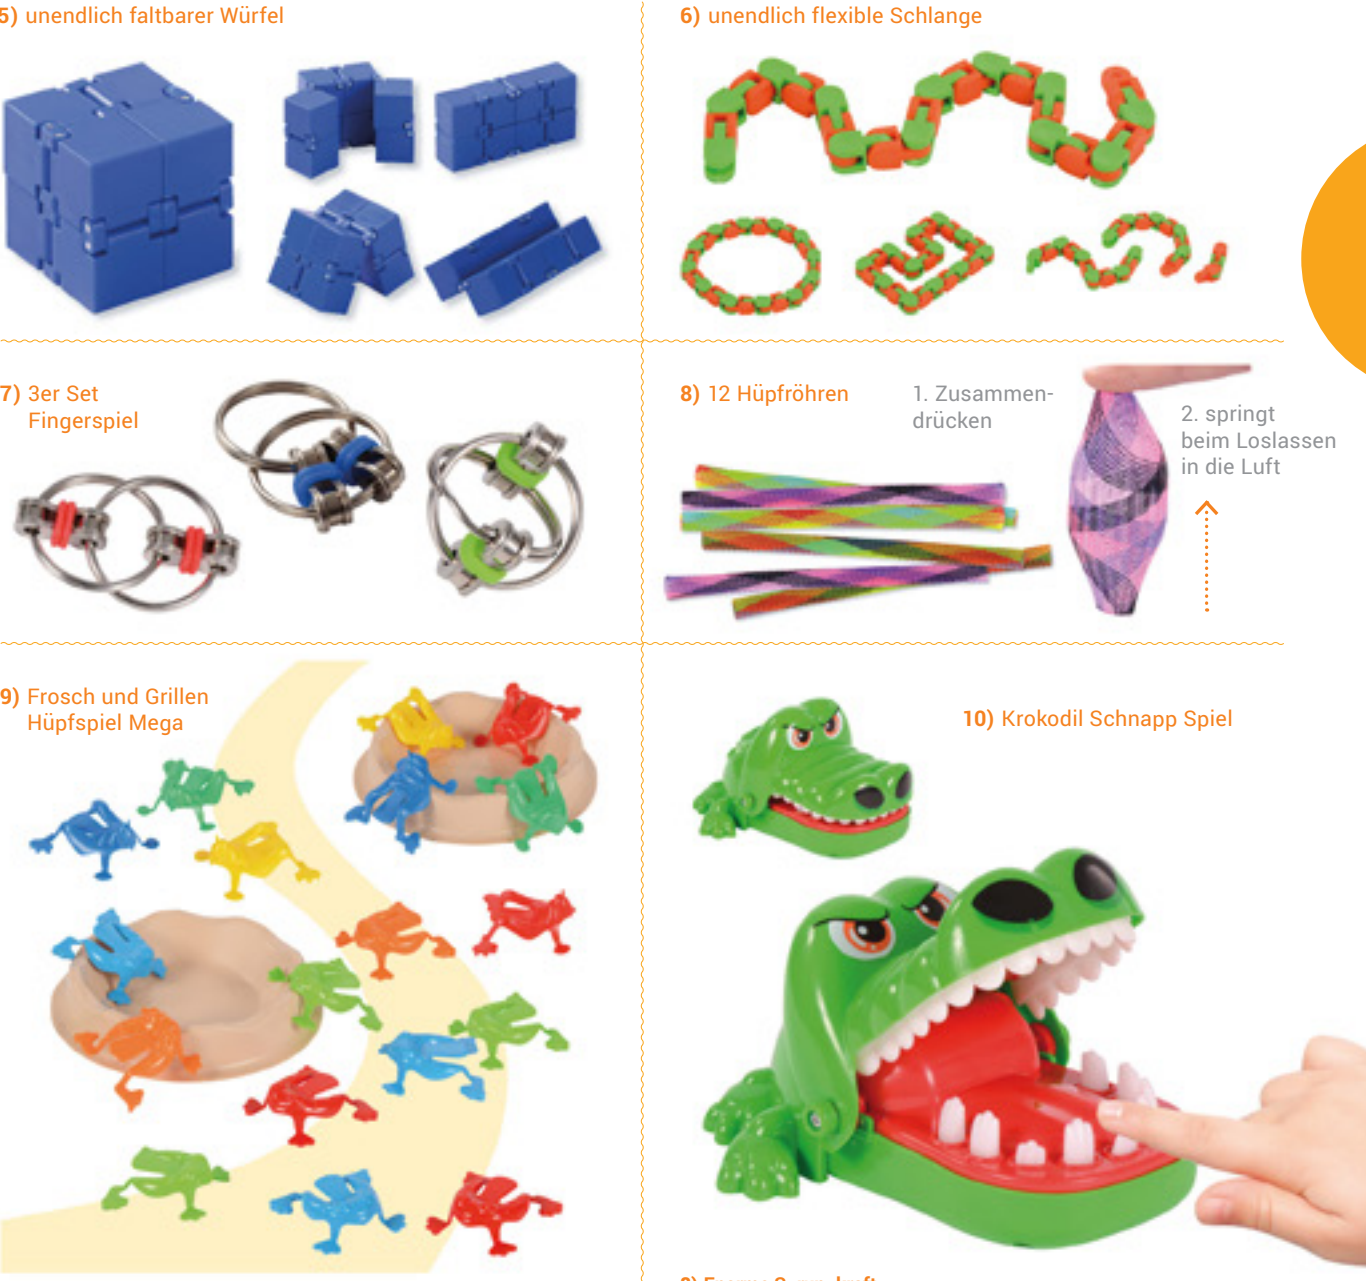 5) unendlich faltbarer Würfel
6) unendlich flexible Schlange
7) 3er Set
Fingerspiel
8) 12 Hüpfröhren
1. Zusammen-
drücken
2. springt
beim Loslassen
in die Luft
9) Frosch und Grillen
Hüpfspiel Mega
10) Krokodil Schnapp Spiel